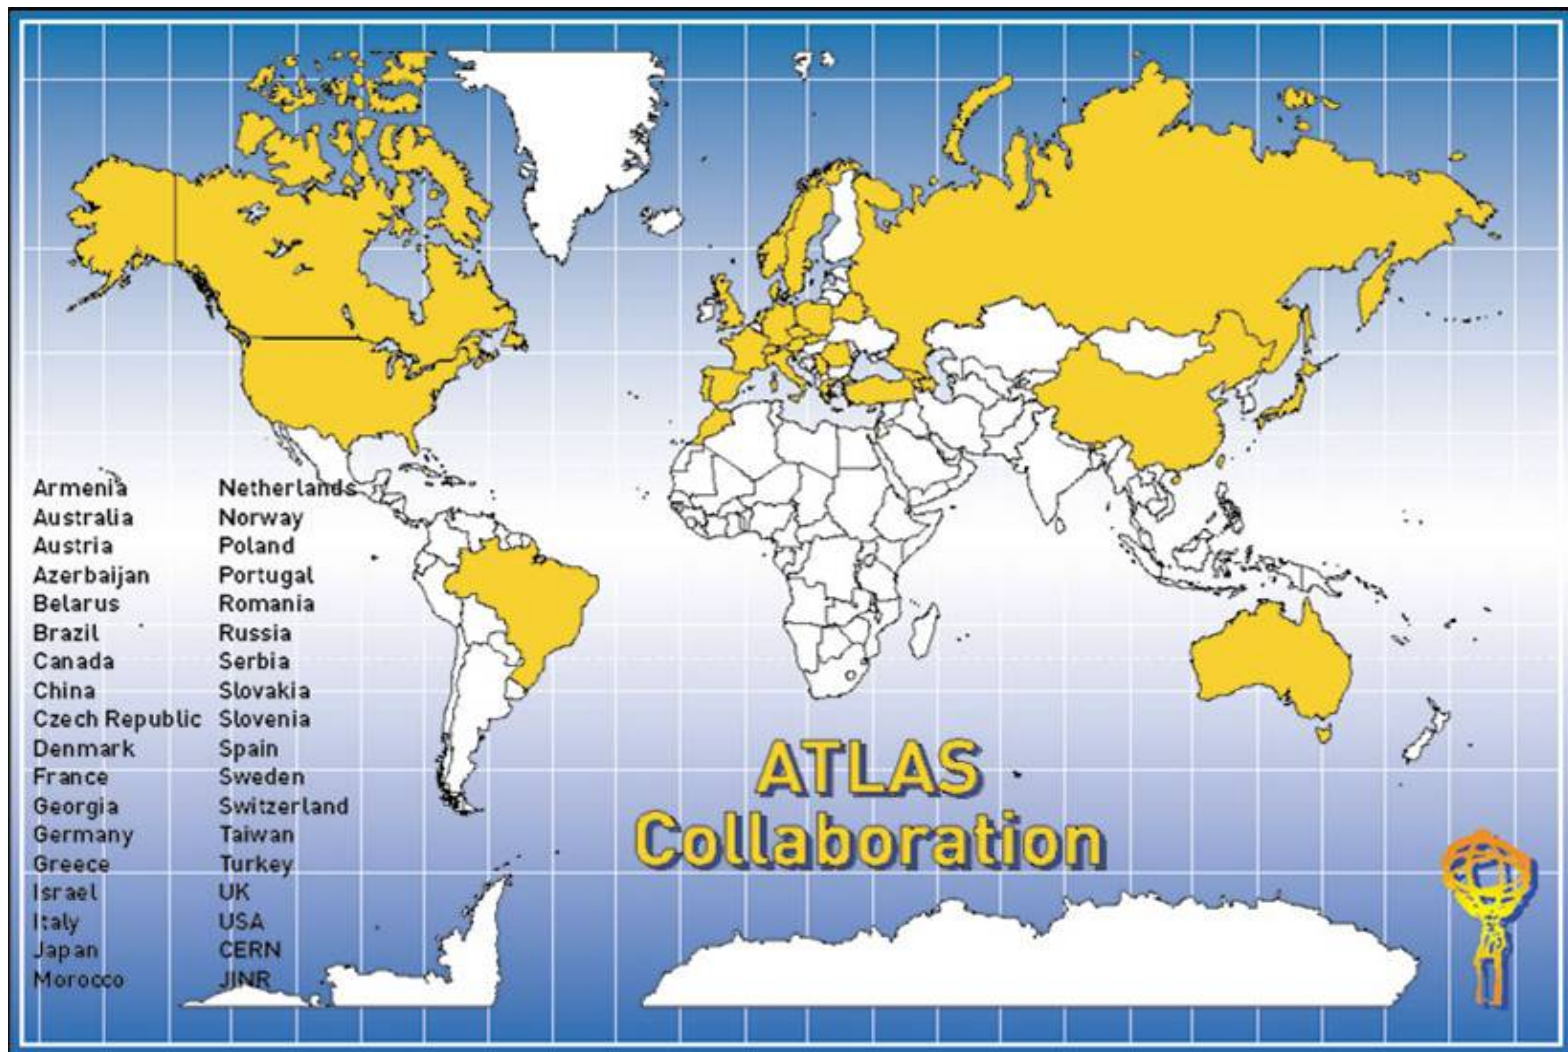 Armenia
Australia
Austria
Azerbaijan
Belarus
Brazil
Canada
China
Czech Republic
Denmark
France
Georgia
Germany
Greece
Israel
Italy
Japan
Morocco
Netherlands
Norway
Poland
Portugal
Romania
Russia
Serbia
Slovakia
Slovenia
Spain
Sweden
Switzerland
Taiwan
Turkey
UK
USA
CERN
JINR
ATLAS
Collaboration